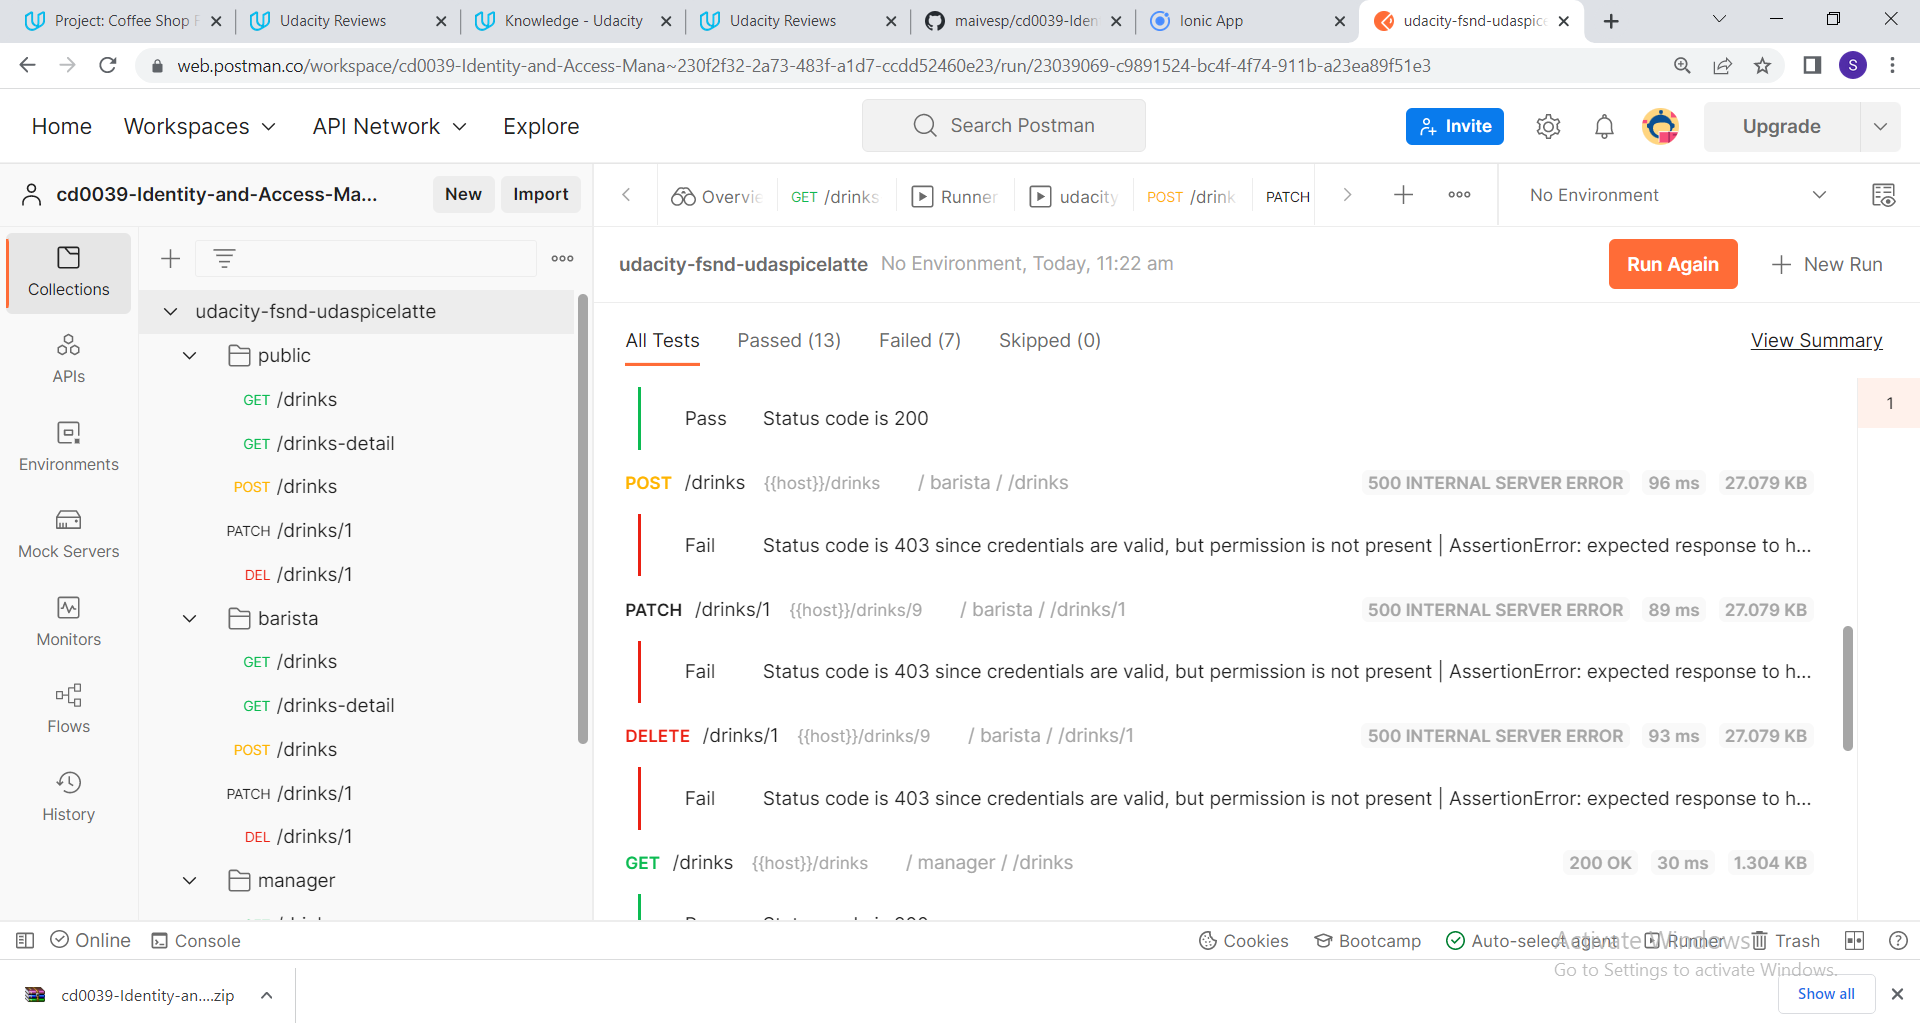 Project: Coffee Shop F
Udacity Reviews
Knowledge - Udacity
Udacity Reviews
maivesp/cd0039-Iden
Ionic App
udacity-fsnd-udaspice
web.postman.co/workspace/cd0039-Identity-and-Access-Mana~230f2f32-2a73-483f-a1d7-ccdd52460e23/run/23039069-c9891524-bc4f-4f74-911b-a23ea89f51e3
S
Home
Workspaces
API Network
Explore
Search Postman
Invite
Upgrade
cd0039-Identity-and-Access-Ma...
New
Import
Overvie
GET /drinks
Runner
udacity
POST /drink
PATCH
No Environment
Collections
APIs
Environments
Mock Servers
Monitors
Flows
History
udacity-fsnd-udaspicelatte
public
GET /drinks
GET /drinks-detail
POST /drinks
PATCH /drinks/1
DEL /drinks/1
barista
GET /drinks
GET /drinks-detail
POST /drinks
PATCH /drinks/1
DEL /drinks/1
manager
udacity-fsnd-udaspicelatte No Environment, Today, 11:22 am
Run Again
New Run
All Tests
Passed (13)
Failed (7)
Skipped (0)
View Summary
1
Pass Status code is 200
POST /drinks {{host}}/drinks / barista / /drinks 500 INTERNAL SERVER ERROR 96 ms 27.079 KB
Fail Status code is 403 since credentials are valid, but permission is not present | AssertionError: expected response to h...
PATCH /drinks/1 {{host}}/drinks/9 / barista / /drinks/1 500 INTERNAL SERVER ERROR 89 ms 27.079 KB
Fail Status code is 403 since credentials are valid, but permission is not present | AssertionError: expected response to h...
DELETE /drinks/1 {{host}}/drinks/9 / barista / /drinks/1 500 INTERNAL SERVER ERROR 93 ms 27.079 KB
Fail Status code is 403 since credentials are valid, but permission is not present | AssertionError: expected response to h...
GET /drinks {{host}}/drinks / manager / /drinks 200 OK 30 ms 1.304 KB
Online
Console
Cookies
Bootcamp
Auto-select agent
Runner
Trash
Activate Windows
Go to Settings to activate Windows.
cd0039-Identity-an....zip
Show all